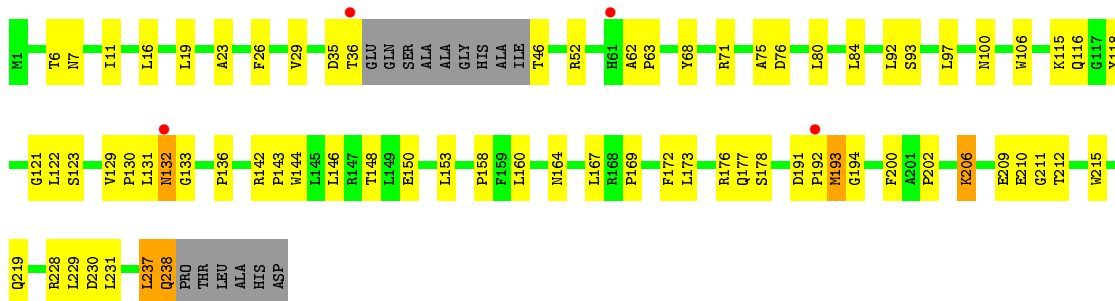 M1 T6 N7 I11 L16 L19 A23 F26 V29 D35 T36 GLU GLN SER ALA ALA GLY HIS ALA ILE T46 R52 H61 A62 P63 Y68 R71 A75 D76 L80 L84 L92 S93 L97 N100 W106 K115 Q116 G117 Y118
G121 L122 S123 V129 P130 L131 N132 G133 P136 R142 P143 W144 L145 L146 R147 T148 L149 E150 L153 P158 F159 L160 N164 L167 R168 P169 F172 L173 R176 Q177 S178 D191 P192 M193 G194 F200 A201 P202 K206 E209 E210 G211 T212 W215
Q219 R228 L229 D230 L231 L237 Q238 PRO THR LEU ALA HIS ASP